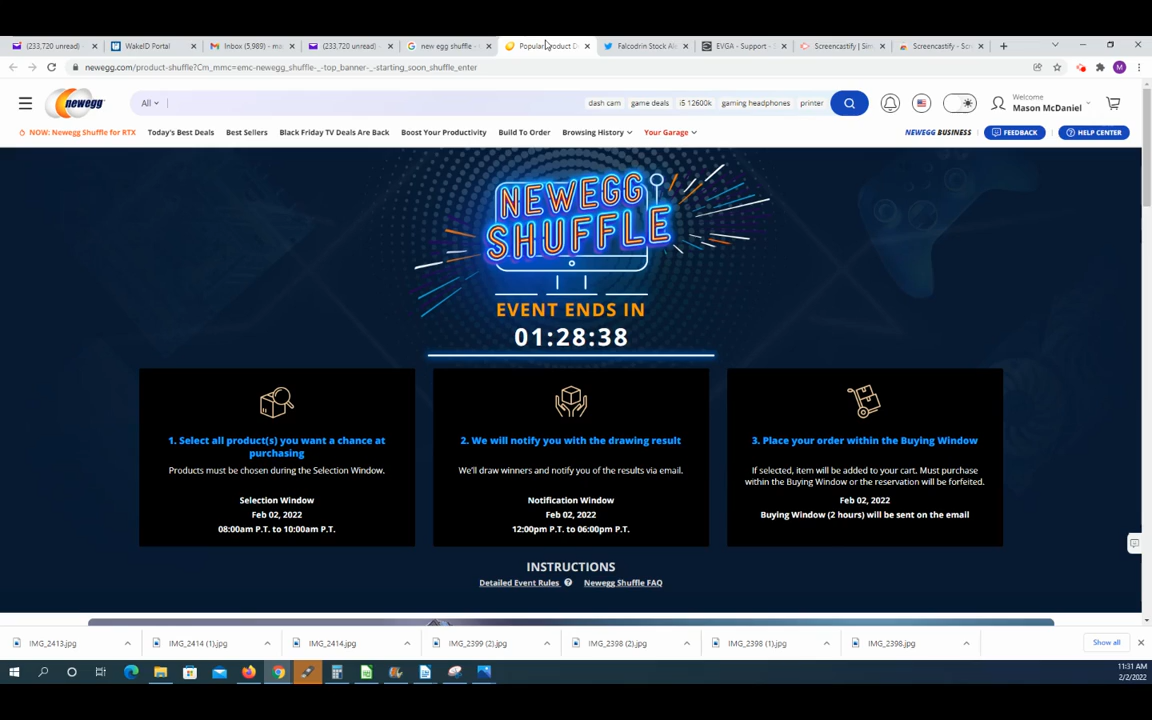 (233,720 unread)
WakeID Portal
Inbox (5,989) - ma
(233,720 unread) -
new egg shuffle -
Popular Product D
Falcodrin Stock Al
EVGA - Support -
Screencastify | Sim
Screencastify - Scr
newegg.com/product-shuffle?Cm_mmc=emc-newegg_shuffle-_-top_banner-_-starting_soon_shuffle_enter
M
newegg
All
dash cam
game deals
i5 12600k
gaming headphones
printer
Welcome
Mason McDaniel
NOW: Newegg Shuffle for RTX
Today's Best Deals
Best Sellers
Black Friday TV Deals Are Back
Boost Your Productivity
Build To Order
Browsing History
Your Garage
NEWEGG BUSINESS
FEEDBACK
HELP CENTER
NEWEGG
SHUFFLE
EVENT ENDS IN
01:28:38
1. Select all product(s) you want a chance at
purchasing
Products must be chosen during the Selection Window.
Selection Window
Feb 02, 2022
08:00am P.T. to 10:00am P.T.
2. We will notify you with the drawing result
We'll draw winners and notify you of the results via email.
Notification Window
Feb 02, 2022
12:00pm P.T. to 06:00pm P.T.
3. Place your order within the Buying Window
If selected, item will be added to your cart. Must purchase
within the Buying Window or the reservation will be forfeited.
Feb 02, 2022
Buying Window (2 hours) will be sent on the email
INSTRUCTIONS
Detailed Event Rules
Newegg Shuffle FAQ
IMG_2413.jpg
IMG_2414 (1).jpg
IMG_2414.jpg
IMG_2399 (2).jpg
IMG_2398 (2).jpg
IMG_2398 (1).jpg
IMG_2398.jpg
Show all
11:31 AM
2/2/2022